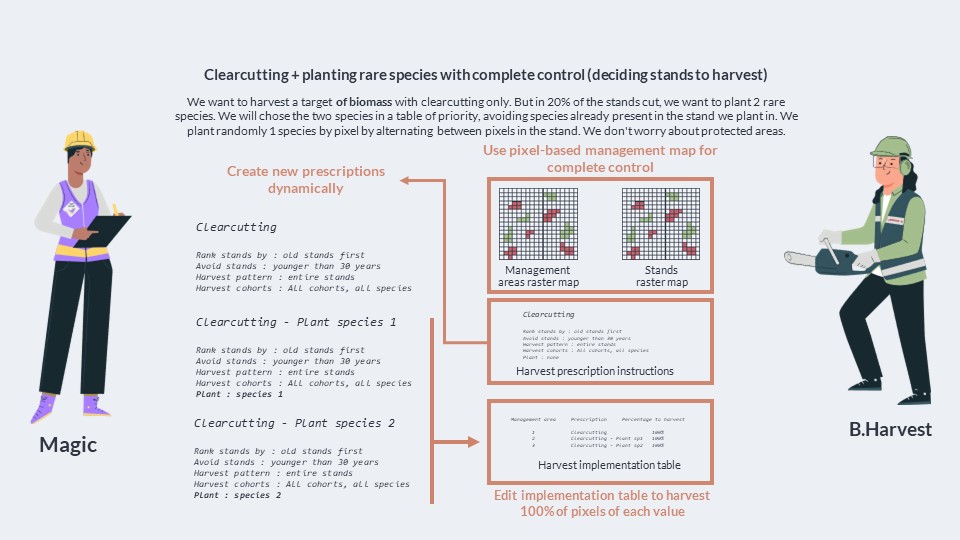 Clearcutting + planting rare species with complete control (deciding stands to harvest)
We want to harvest a target of biomass with clearcutting only. But in 20% of the stands cut, we want to plant 2 rare
species. We will chose the two species in a table of priority, avoiding species already present in the stand we plant in. We
plant randomly 1 species by pixel by alternating between pixels in the stand. We don't worry about protected areas.
Create new prescriptions
dynamically
Clearcutting
Rank stands by : old stands first
Avoid stands : younger than 30 years
Harvest pattern : entire stands
Harvest cohorts : All cohorts, all species
Clearcutting - Plant species 1
Rank stands by : old stands first
Avoid stands : younger than 30 years
Harvest pattern : entire stands
Harvest cohorts : All cohorts, all species
Plant : species 1
Clearcutting - Plant species 2
Rank stands by : old stands first
Avoid stands : younger than 30 years
Harvest pattern : entire stands
Harvest cohorts : All cohorts, all species
Plant : species 2
Use pixel-based management map for
complete control
Management
areas raster map
Stands
raster map
Clearcutting
Rank stands by : old stands first
Avoid stands : younger than 30 years
Harvest pattern : entire stands
Harvest cohorts : All cohorts, all species
Plant : none
Harvest prescription instructions
Management area Prescription Percentage to harvest
1 Clearcutting 100%
2 Clearcutting - Plant sp1 100%
3 Clearcutting - Plant sp2 100%
Harvest implementation table
Edit implementation table to harvest
100% of pixels of each value
Magic
B.Harvest